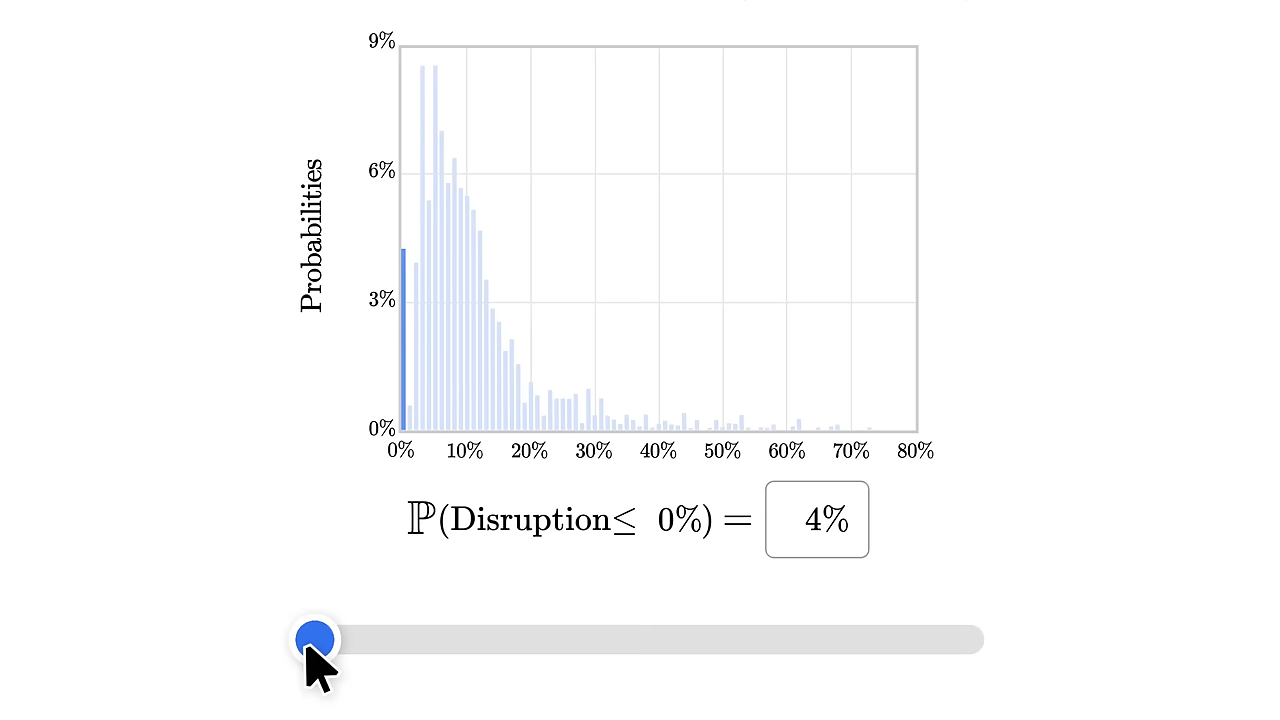 9%
6%
3%
0%
Probabilities
0% 10% 20% 30% 40% 50% 60% 70% 80%
ℙ(Disruption≤ 0%) = 4%